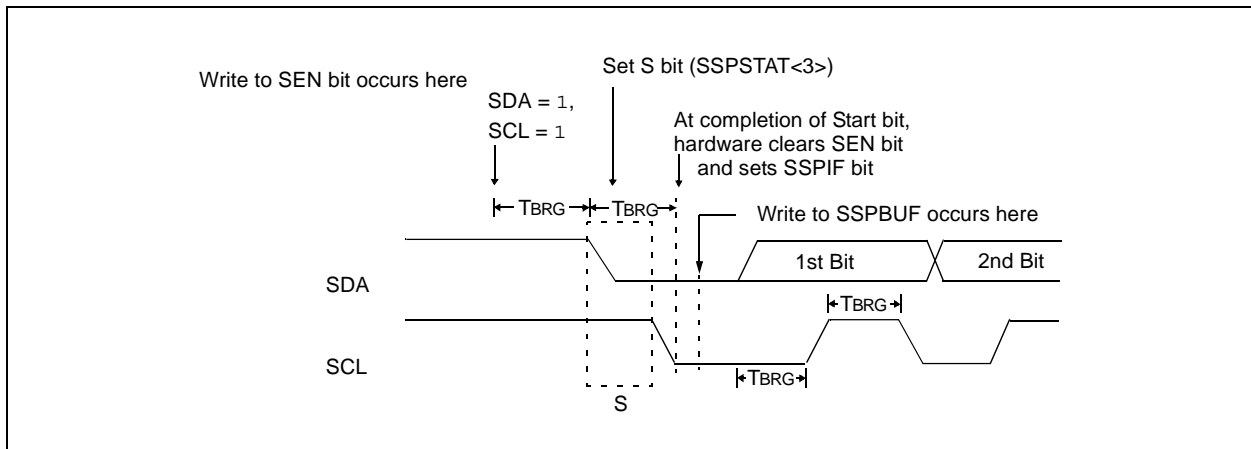 Write to SEN bit occurs here
Set S bit (SSPSTAT<3>)
SDA = 1,
SCL = 1
At completion of Start bit,
hardware clears SEN bit
and sets SSPIF bit
TBRG
TBRG
Write to SSPBUF occurs here
SDA
1st Bit
2nd Bit
TBRG
SCL
TBRG
S